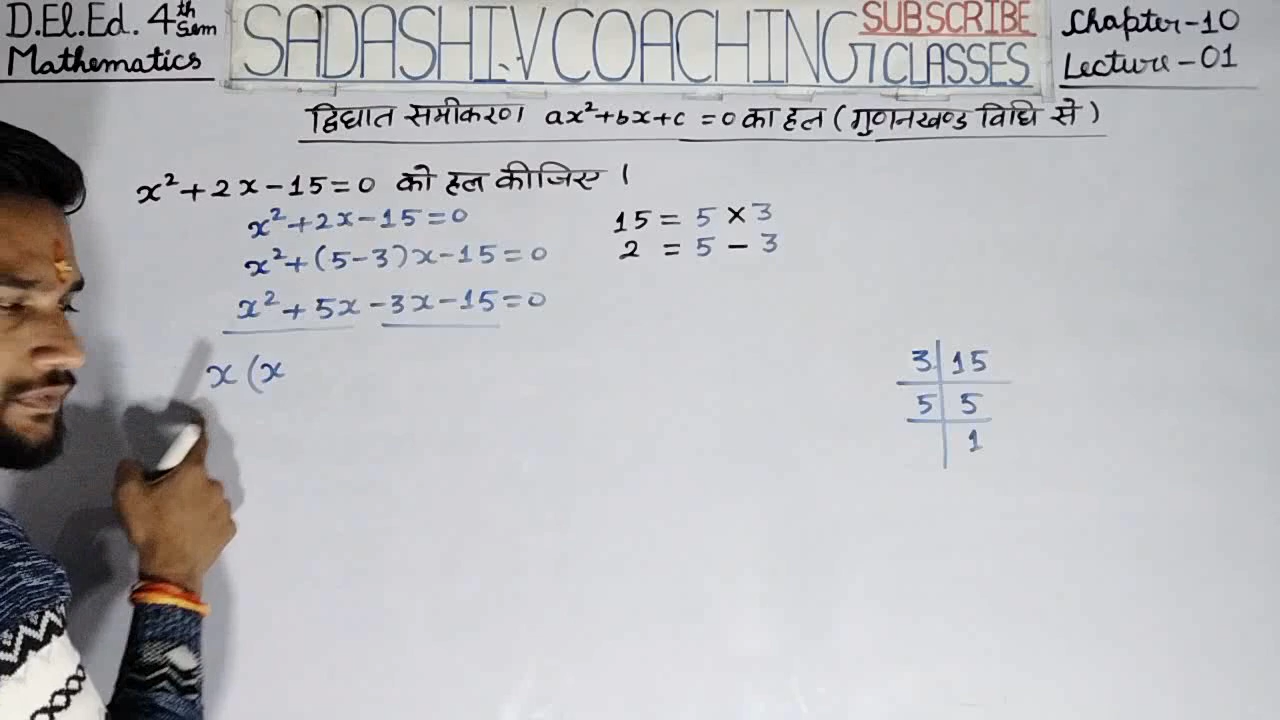 D.El.Ed. 4th Sem
Mathematics
SADASHIV COACHING CLASSES
SUBSCRIBE
Chapter-10
Lecture-01
द्विघात समीकरण ax²+bx+c=0 का हल (गुणनखण्ड विधि से)
x²+2x-15=0 को हल कीजिए।
x²+2x-15=0
x²+(5-3)x-15=0
x²+5x-3x-15=0
x(x
15 = 5 × 3
2 = 5 - 3
3 15
5 5
1